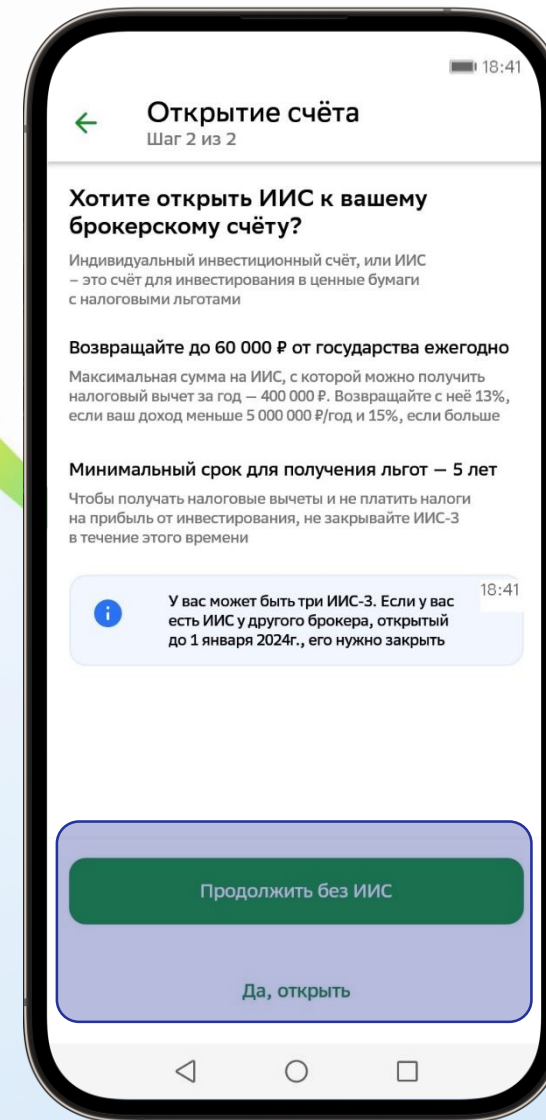 18:41
Открытие счёта
Шаг 2 из 2
Хотите открыть ИИС к вашему
брокерскому счёту?
Индивидуальный инвестиционный счёт, или ИИС
– это счёт для инвестирования в ценные бумаги
с налоговыми льготами
Возвращайте до 60 000 ₽ от государства ежегодно
Максимальная сумма на ИИС, с которой можно получить
налоговый вычет за год — 400 000 ₽. Возвращайте с неё 13%,
если ваш доход меньше 5 000 000 ₽/год и 15%, если больше
Минимальный срок для получения льгот — 5 лет
Чтобы получать налоговые вычеты и не платить налоги
на прибыль от инвестирования, не закрывайте ИИС-3
в течение этого времени
18:41
У вас может быть три ИИС-3. Если у вас
есть ИИС у другого брокера, открытый
до 1 января 2024г., его нужно закрыть
Продолжить без ИИС
Да, открыть